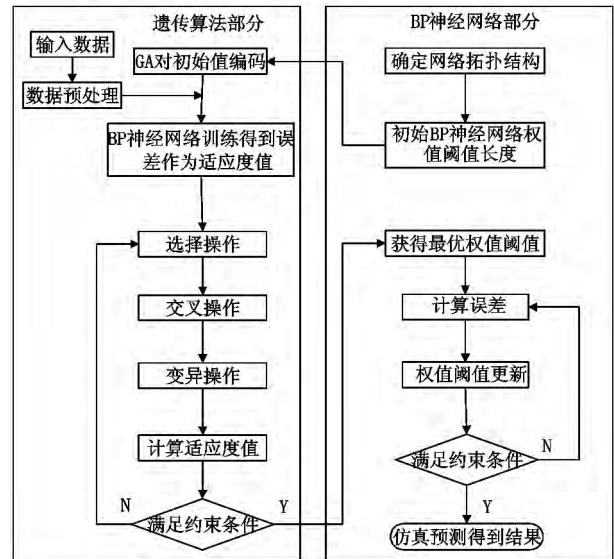 遗传算法部分
输入数据
GA对初始值编码
数据预处理
BP神经网络训练得到误
差作为适应度值
选择操作
交叉操作
变异操作
计算适应度值
N
满足约束条件
Y
BP神经网络部分
确定网络拓扑结构
初始BP神经网络权
值阈值长度
获得最优权值阈值
计算误差
权值阈值更新
满足约束条件
N
Y
仿真预测得到结果